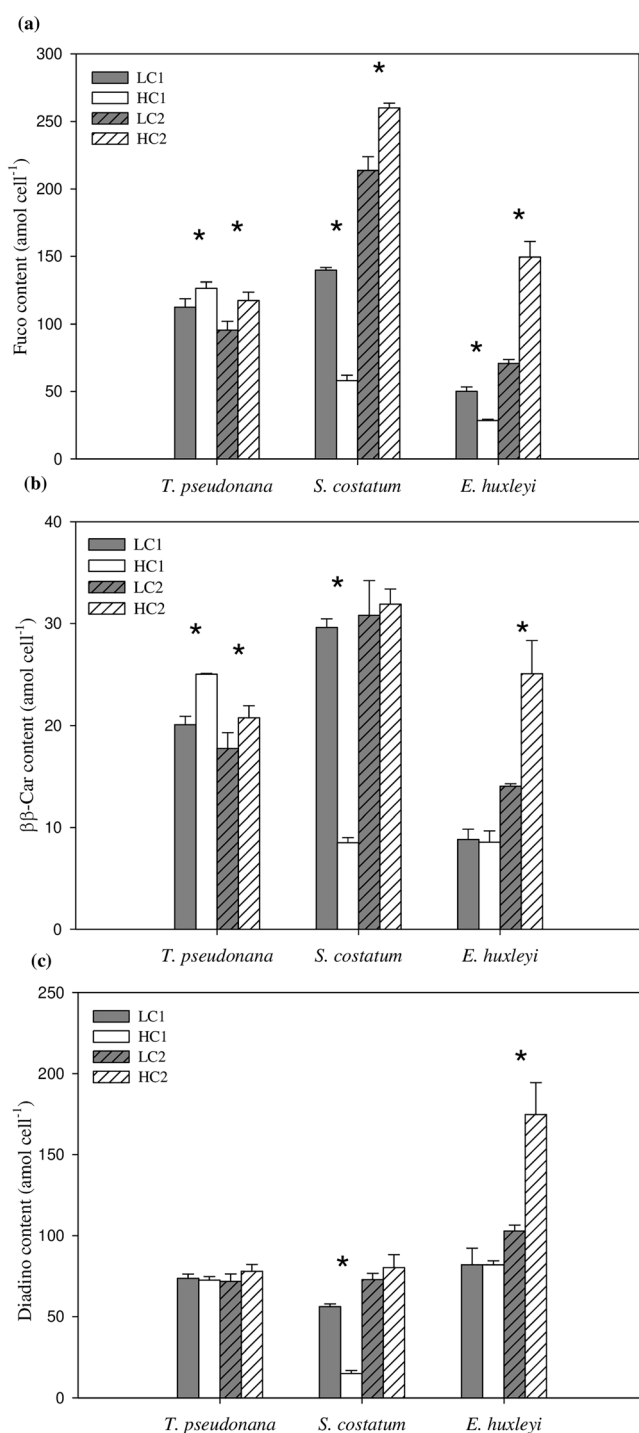 (a)
300
250
200
150
100
50
0
Fuco content (amol cell-1)
LC1
HC1
LC2
HC2
*
*
*
*
*
*
T. pseudonana
S. costatum
E. huxleyi
(b)
40
30
20
10
0
ββ-Car content (amol cell-1)
LC1
HC1
LC2
HC2
*
*
*
*
T. pseudonana
S. costatum
E. huxleyi
(c)
250
200
150
100
50
0
Diadino content (amol cell-1)
LC1
HC1
LC2
HC2
*
*
T. pseudonana
S. costatum
E. huxleyi